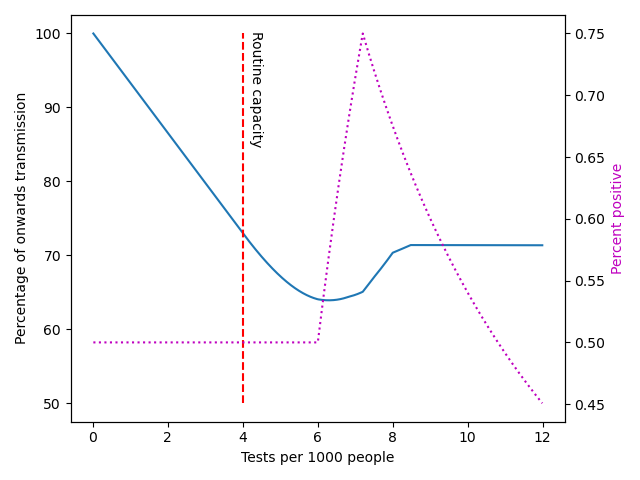 100
90
80
70
60
50
Percentage of onwards transmission
Routine capacity
0.75
0.70
0.65
0.60
0.55
0.50
0.45
Percent positive
0 2 4 6 8 10 12
Tests per 1000 people